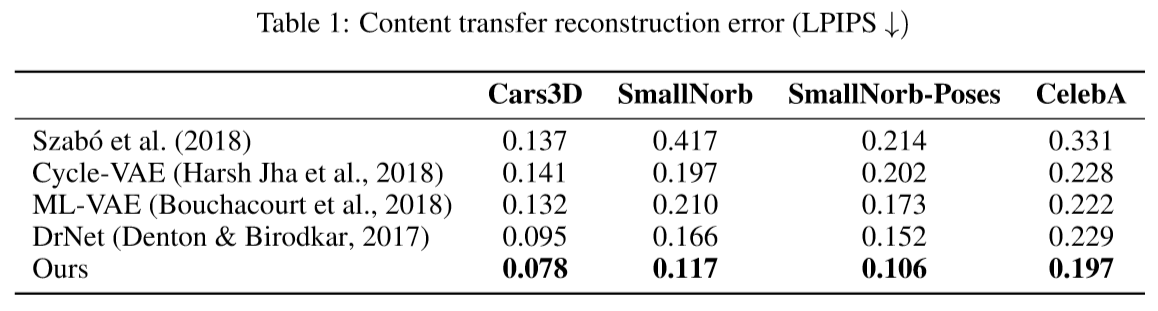 Table 1: Content transfer reconstruction error (LPIPS ↓)
Cars3D SmallNorb SmallNorb-Poses CelebA
Szabó et al. (2018) 0.137 0.417 0.214 0.331
Cycle-VAE (Harsh Jha et al., 2018) 0.141 0.197 0.202 0.228
ML-VAE (Bouchacourt et al., 2018) 0.132 0.210 0.173 0.222
DrNet (Denton & Birodkar, 2017) 0.095 0.166 0.152 0.229
Ours 0.078 0.117 0.106 0.197